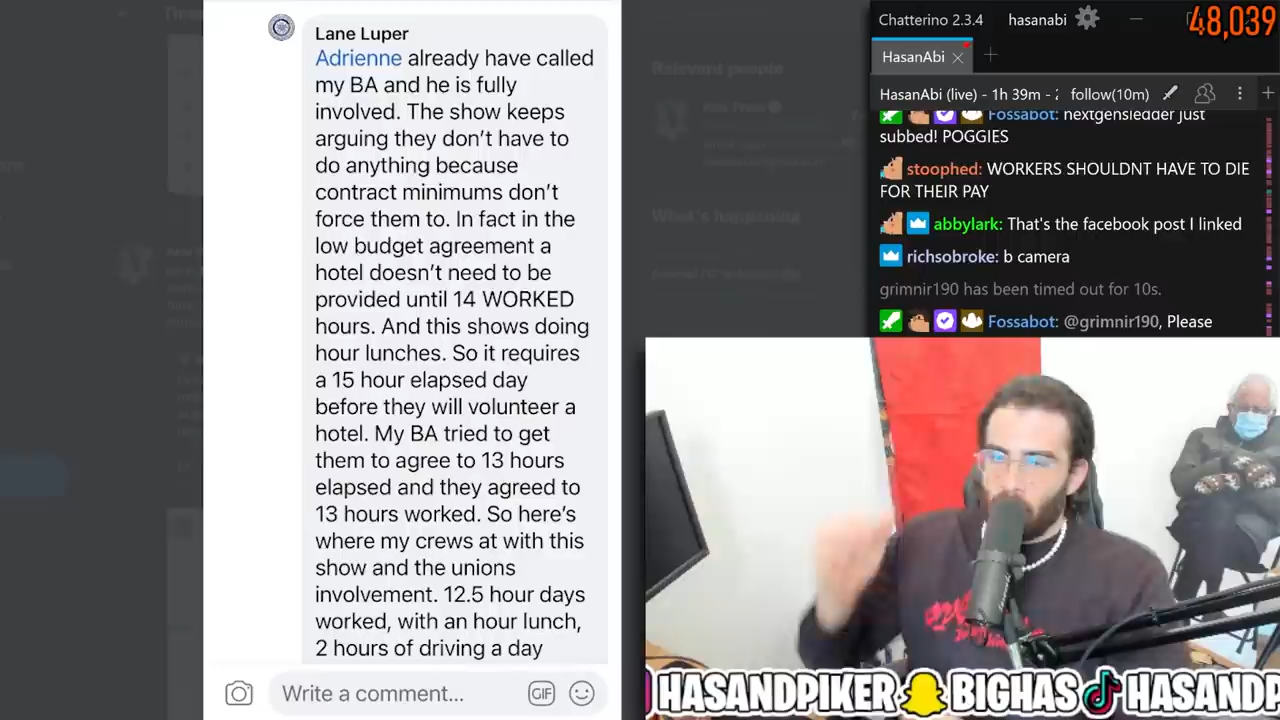 Lane Luper
Adrienne already have called
my BA and he is fully
involved. The show keeps
arguing they don't have to
do anything because
contract minimums don't
force them to. In fact in the
low budget agreement a
hotel doesn't need to be
provided until 14 WORKED
hours. And this shows doing
hour lunches. So it requires
a 15 hour elapsed day
before they will volunteer a
hotel. My BA tried to get
them to agree to 13 hours
elapsed and they agreed to
13 hours worked. So here's
where my crews at with this
show and the unions
involvement. 12.5 hour days
worked, with an hour lunch,
2 hours of driving a day
Write a comment...
GIF
Relevant people
What's happening
Chatterino 2.3.4 hasanabi
48,039
HasanAbi
HasanAbi (live) - 1h 39m - 2 follow(10m)
Fossabot: nextgensledder just
subbed! POGGIES
stoophed: WORKERS SHOULDNT HAVE TO DIE
FOR THEIR PAY
abbylark: That's the facebook post I linked
richsobroke: b camera
grimnir190 has been timed out for 10s.
Fossabot: @grimnir190, Please
HASANDPIKER BIGHAS HASANDP